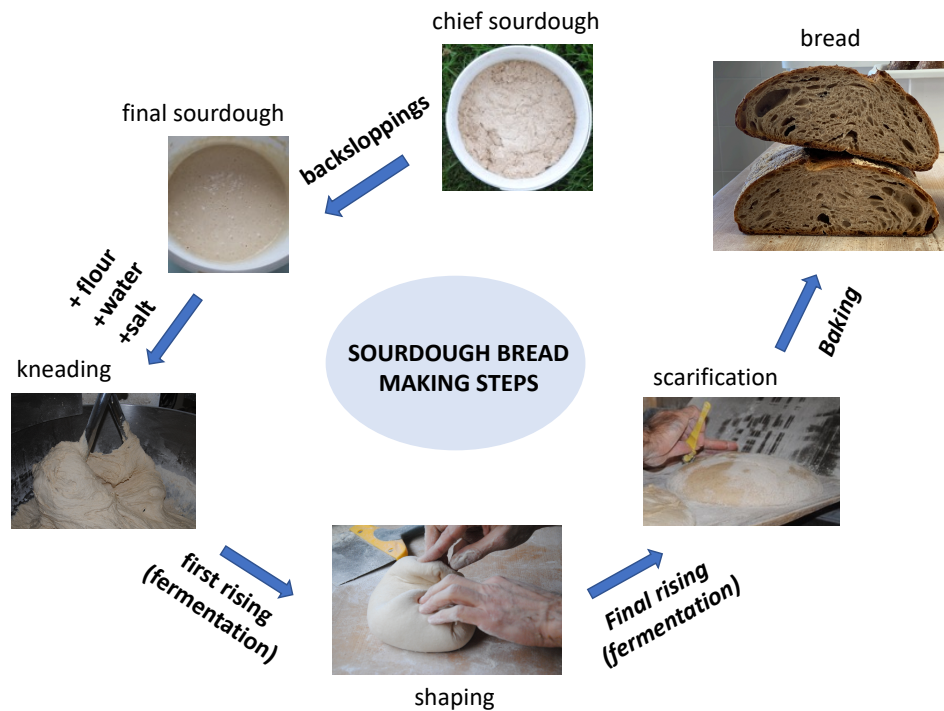 chief sourdough
backsloppings
final sourdough
+ flour
+water
+salt
kneading
first rising
(fermentation)
shaping
Final rising
(fermentation)
scarification
Baking
bread
SOURDOUGH BREAD
MAKING STEPS